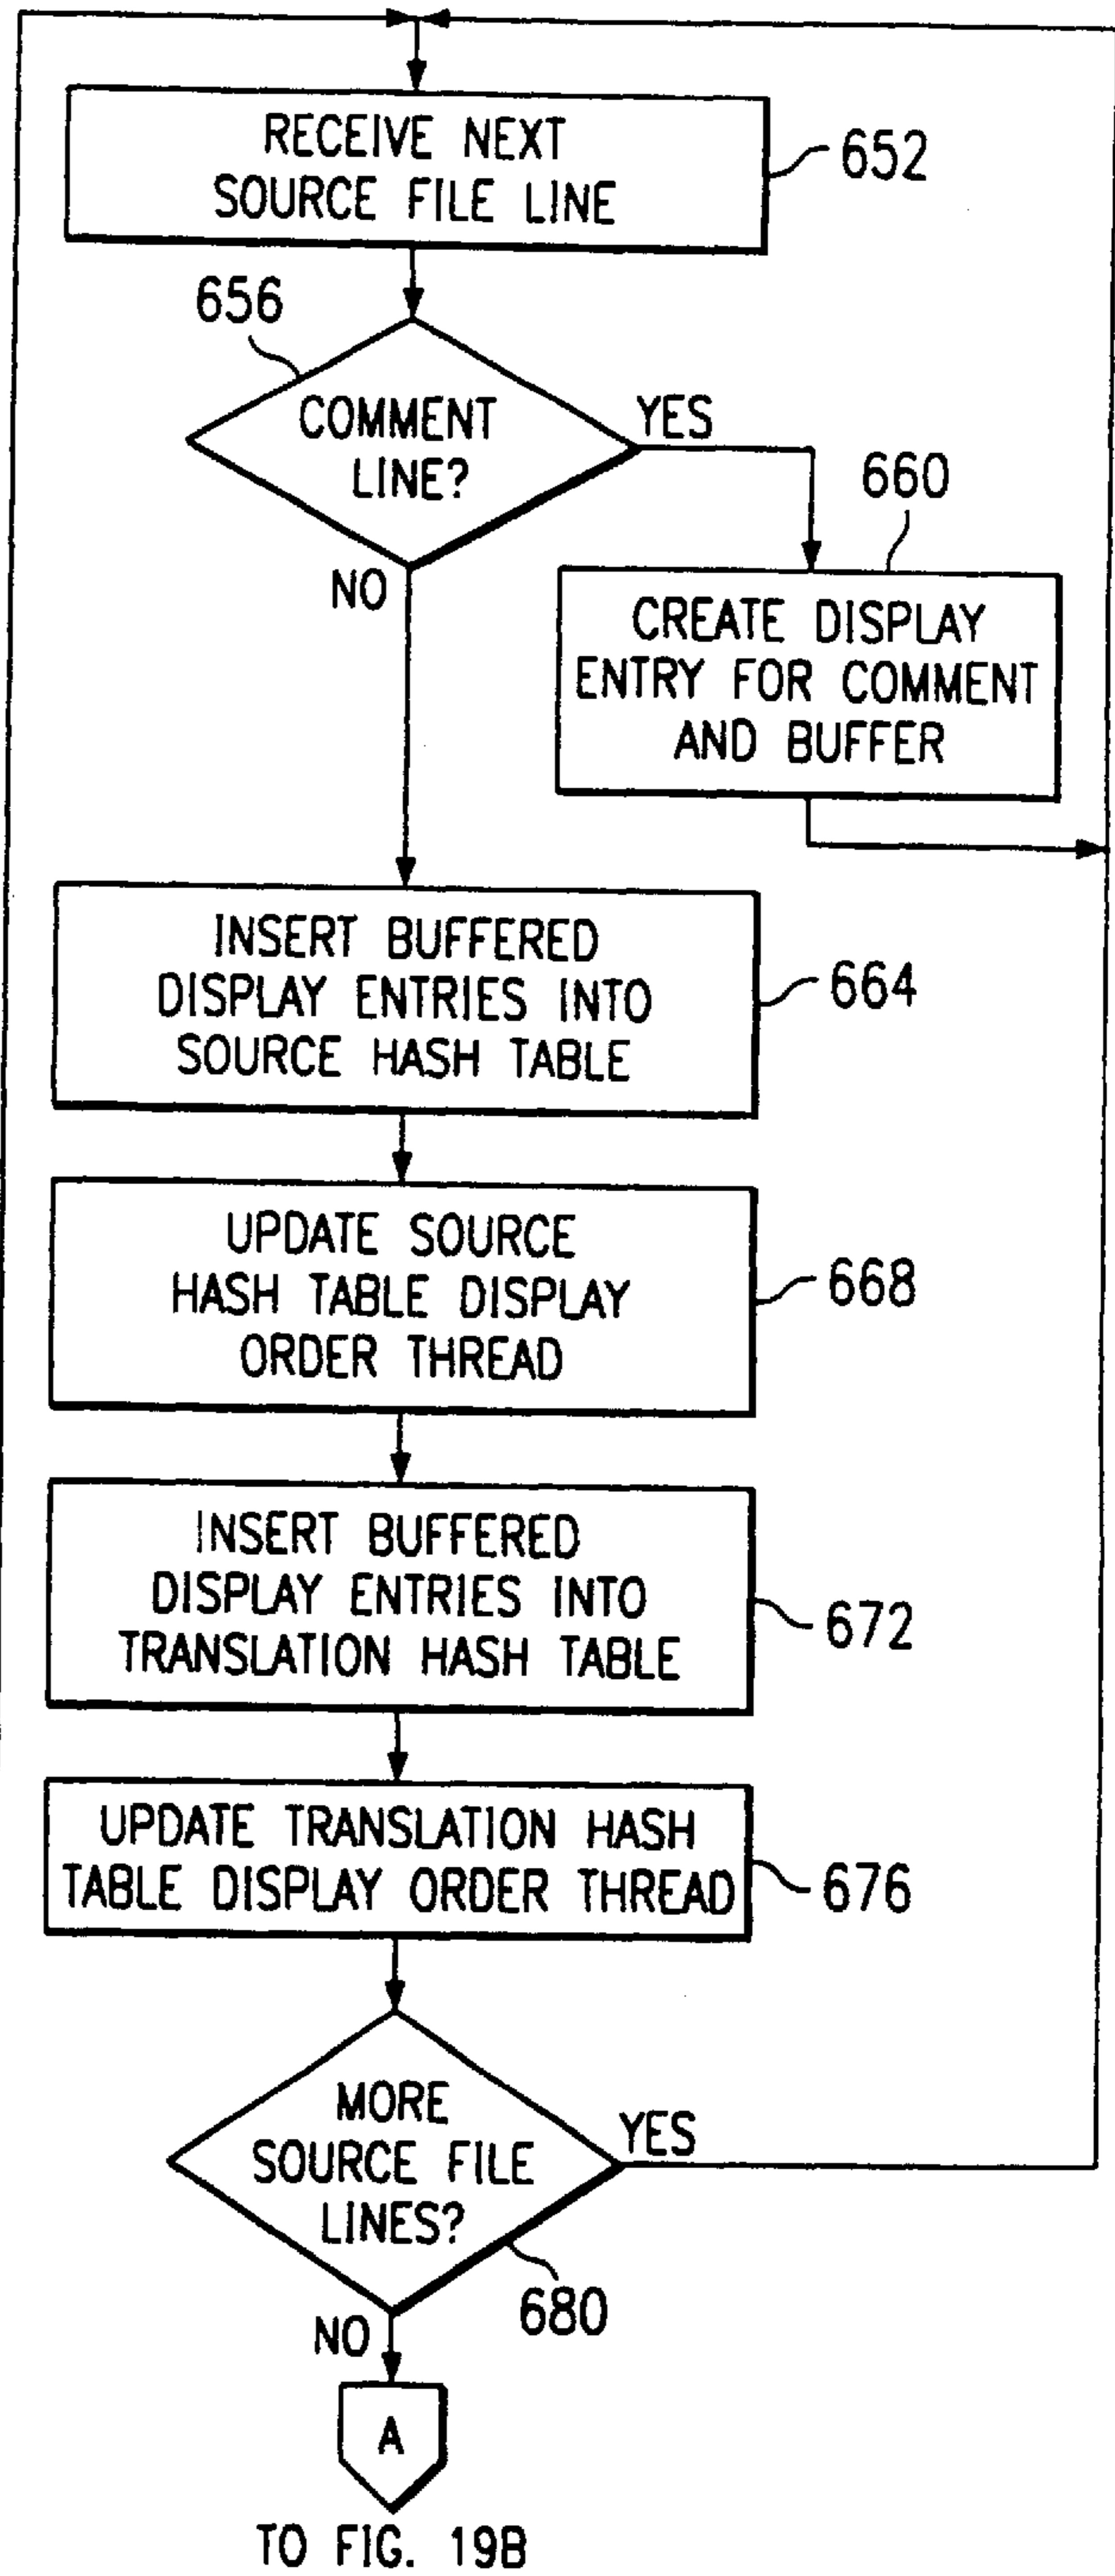 RECEIVE NEXT
SOURCE FILE LINE
652
656
COMMENT
LINE?
YES
660
NO
CREATE DISPLAY
ENTRY FOR COMMENT
AND BUFFER
INSERT BUFFERED
DISPLAY ENTRIES INTO
SOURCE HASH TABLE
664
UPDATE SOURCE
HASH TABLE DISPLAY
ORDER THREAD
668
INSERT BUFFERED
DISPLAY ENTRIES INTO
TRANSLATION HASH TABLE
672
UPDATE TRANSLATION HASH
TABLE DISPLAY ORDER THREAD
676
MORE
SOURCE FILE
LINES?
YES
680
NO
A
TO FIG. 19B